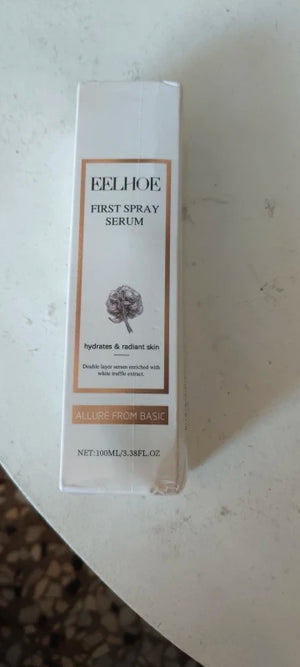 EELHOE
FIRST SPRAY
SERUM
hydrates & radiant skin
Double layer serum enriched with
white truffle extract.
ALLURE FROM BASIC
NET:100ML/3.38FL.OZ